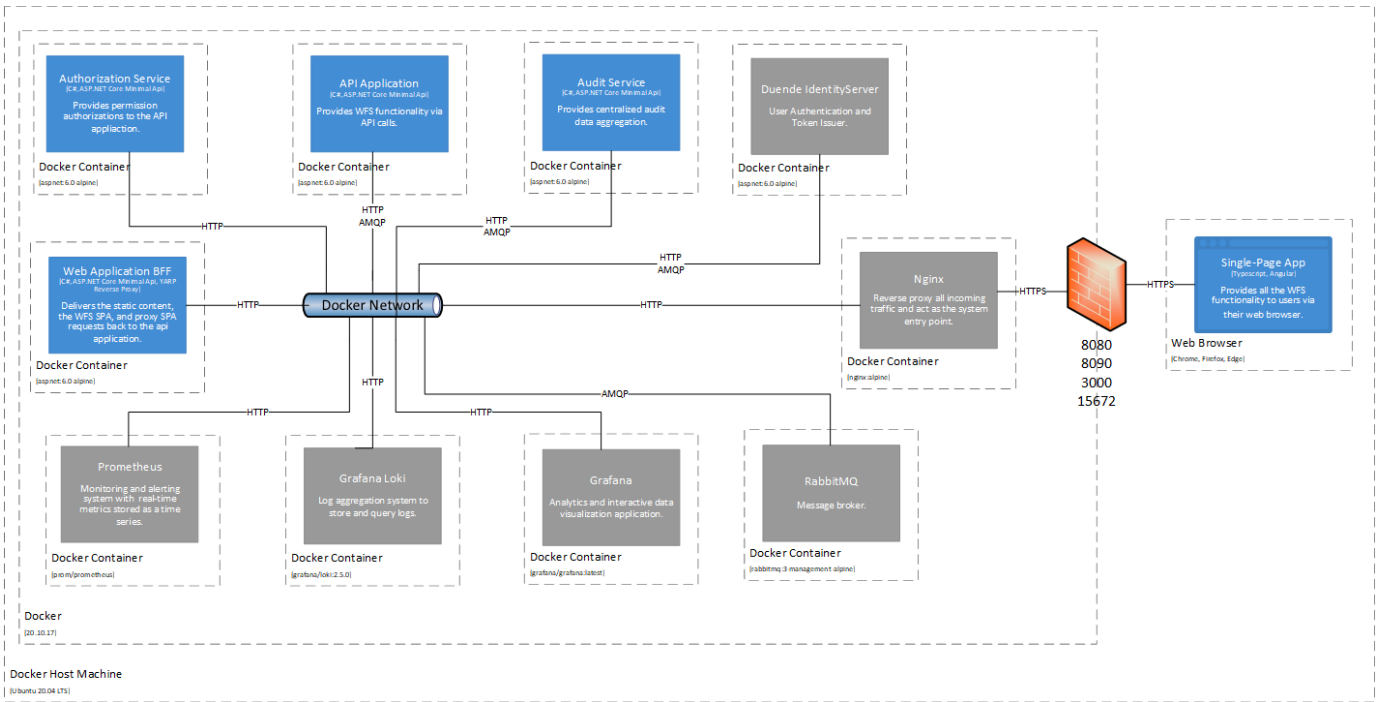 Authorization Service
[C#, ASP.NET Core Minimal Api]
Provides permission
authorizations to the API
appliaction.
Docker Container
[aspnet:6.0 alpine]
API Application
[C#, ASP.NET Core Minimal Api]
Provides WFS functionality via
API calls.
Docker Container
[aspnet:6.0 alpine]
Audit Service
[C#, ASP.NET Core Minimal Api]
Provides centralized audit
data aggregation.
Docker Container
[aspnet:6.0 alpine]
Duende IdentityServer
User Authentication and
Token Issuer.
Docker Container
[aspnet:6.0 alpine]
HTTP
HTTP
AMQP
HTTP
AMQP
HTTP
AMQP
Web Application BFF
[C#, ASP.NET Core Minimal Api, YARP
Reverse Proxy]
Delivers the static content,
the WFS SPA, and proxy SPA
requests back to the api
application.
Docker Container
[aspnet:6.0 alpine]
HTTP
Docker Network
HTTP
Nginx
Reverse proxy all incoming
traffic and act as the system
entry point.
Docker Container
[nginx:alpine]
HTTPS
8080
8090
3000
15672
HTTPS
Single-Page App
[Typescript, Angular]
Provides all the WFS
functionality to users via
their web browser.
Web Browser
[Chrome, Firefox, Edge]
HTTP
HTTP
HTTP
AMQP
Prometheus
Monitoring and alerting
system with real-time
metrics stored as a time
series.
Docker Container
[prom/prometheus]
Grafana Loki
Log aggregation system to
store and query logs.
Docker Container
[grafana/loki:2.5.0]
Grafana
Analytics and interactive data
visualization application.
Docker Container
[grafana/grafana:latest]
RabbitMQ
Message broker.
Docker Container
[rabbitmq:3-management alpine]
Docker
[20.10.17]
Docker Host Machine
[Ubuntu 20.04 LTS]